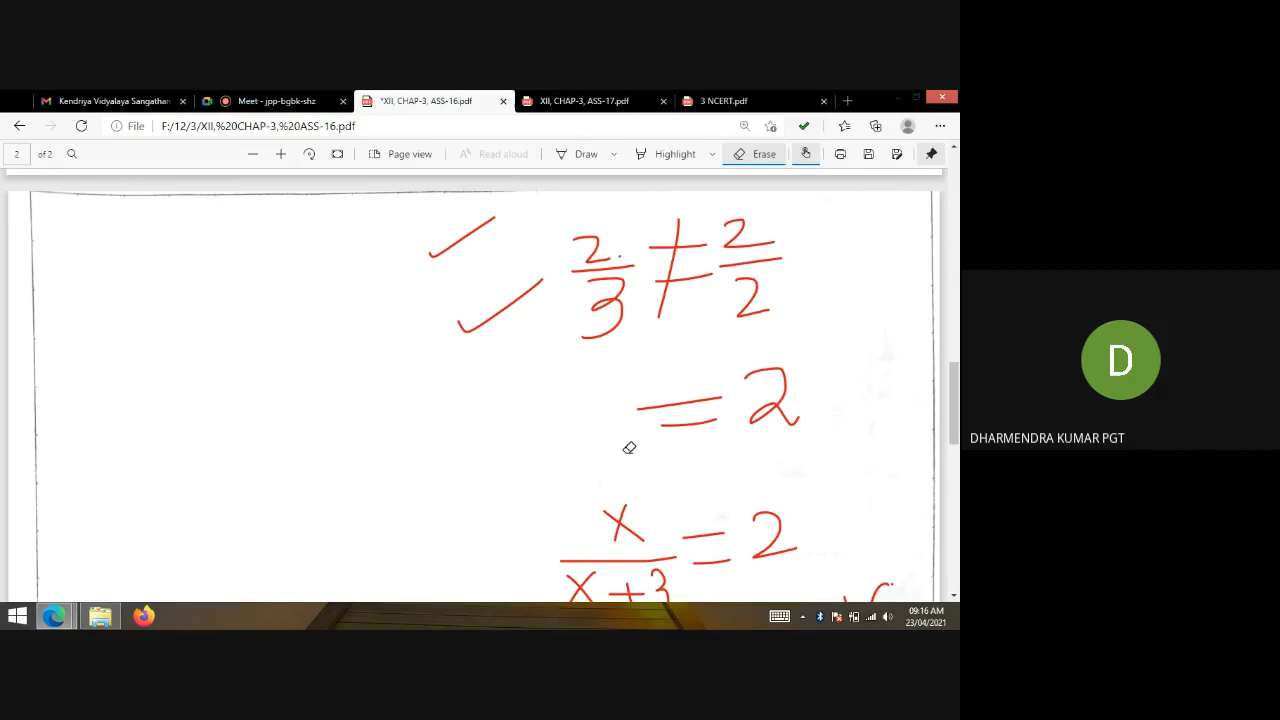 Kendriya Vidyalaya Sangathan
Meet - jpp-bgbk-shz
*XII, CHAP-3, ASS-16.pdf
XII, CHAP-3, ASS-17.pdf
3 NCERT.pdf
File
F:/12/3/XII,%20CHAP-3,%20ASS-16.pdf
2 of 2
Page view
Read aloud
Draw
Highlight
Erase
2/3 ≠ 2/2
= 2
x/(x+3) = 2
D
DHARMENDRA KUMAR PGT
09:16 AM
23/04/2021